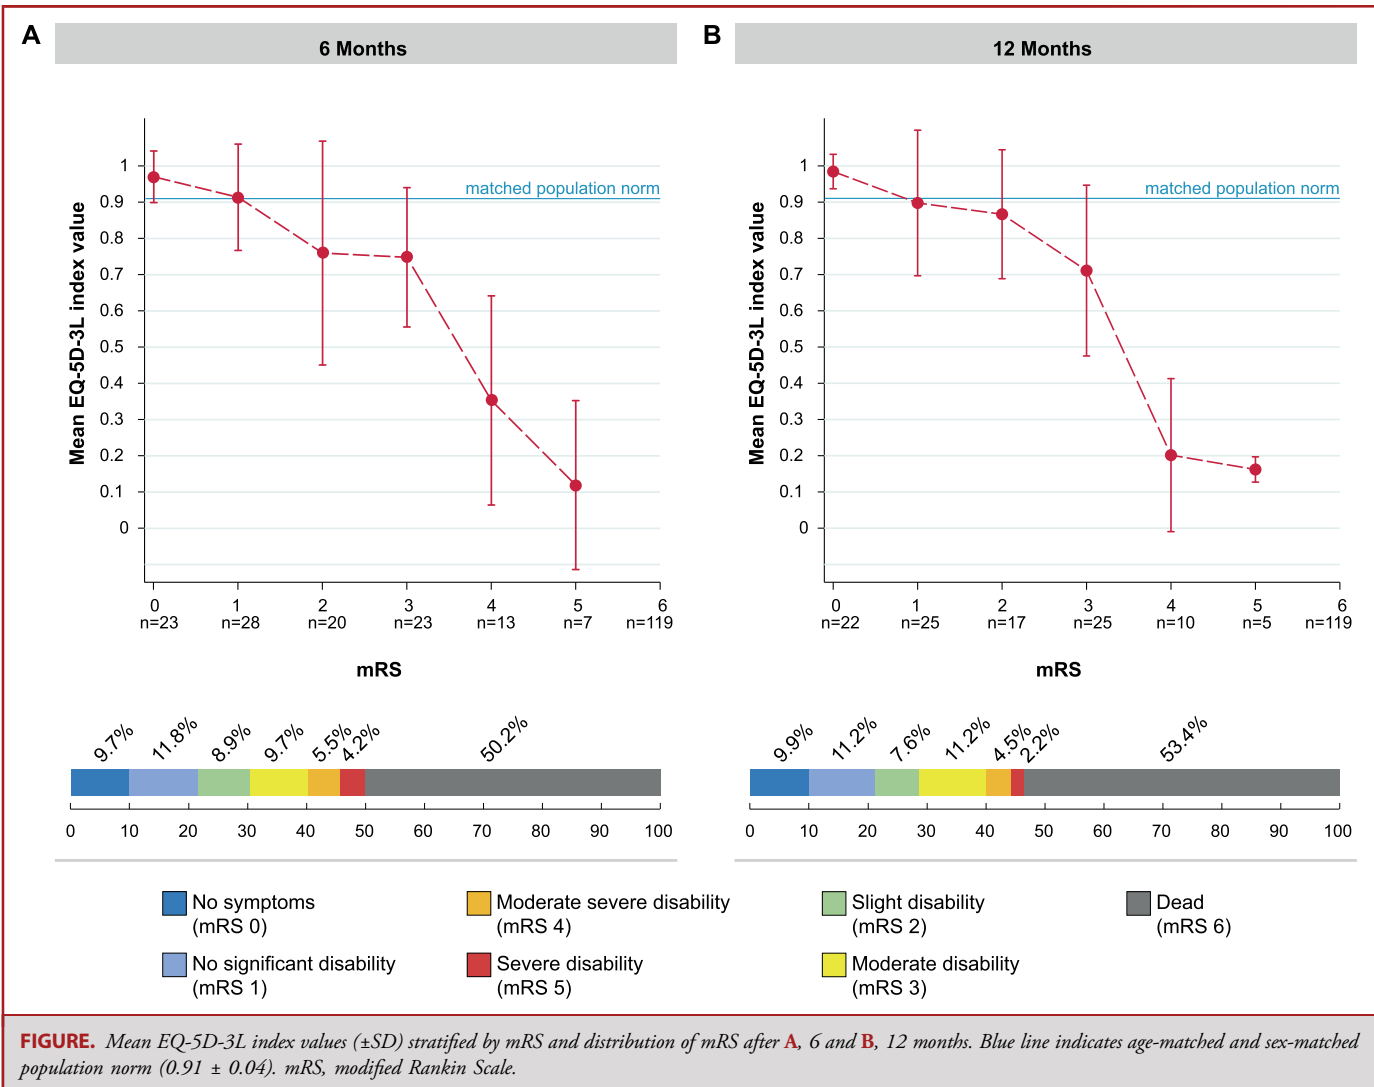 A
6 Months
Mean EQ-5D-3L index value
1
0.9
0.8
0.7
0.6
0.5
0.4
0.3
0.2
0.1
0
matched population norm
0 1 2 3 4 5 6
n=23 n=28 n=20 n=23 n=13 n=7 n=119
mRS
9.7% 11.8% 8.9% 9.7% 5.5% 4.2% 50.2%
0 10 20 30 40 50 60 70 80 90 100
B
12 Months
Mean EQ-5D-3L index value
1
0.9
0.8
0.7
0.6
0.5
0.4
0.3
0.2
0.1
0
matched population norm
0 1 2 3 4 5 6
n=22 n=25 n=17 n=25 n=10 n=5 n=119
mRS
9.9% 11.2% 7.6% 11.2% 4.5% 2.2% 53.4%
0 10 20 30 40 50 60 70 80 90 100
No symptoms
(mRS 0)
No significant disability
(mRS 1)
Moderate severe disability
(mRS 4)
Severe disability
(mRS 5)
Slight disability
(mRS 2)
Moderate disability
(mRS 3)
Dead
(mRS 6)
FIGURE. Mean EQ-5D-3L index values (±SD) stratified by mRS and distribution of mRS after A, 6 and B, 12 months. Blue line indicates age-matched and sex-matched
population norm (0.91 ± 0.04). mRS, modified Rankin Scale.